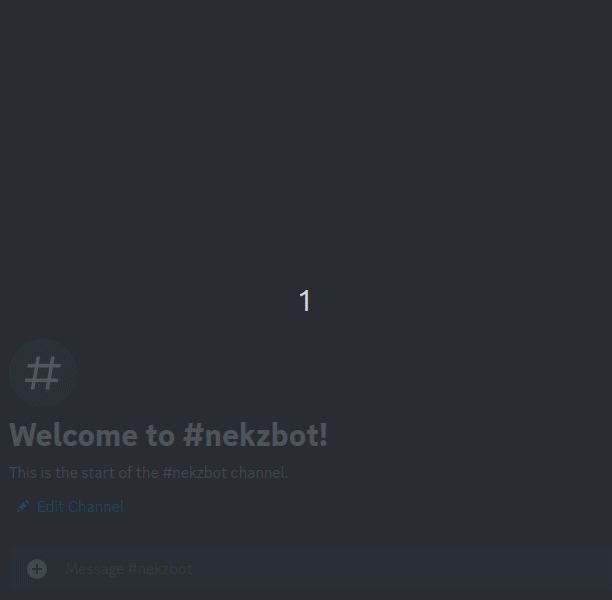 1
#
Welcome to #nekzbot!
This is the start of the #nekzbot channel.
Edit Channel
Message #nekzbot